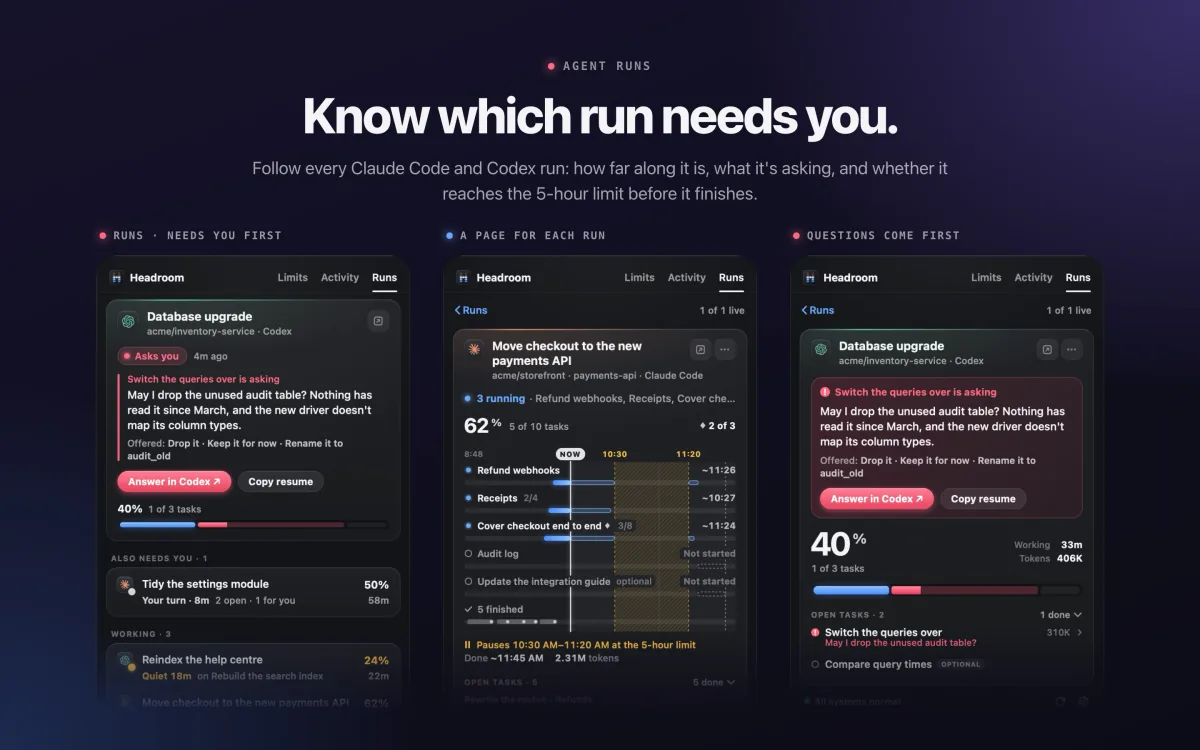 AGENT RUNS
Know which run needs you.
Follow every Claude Code and Codex run: how far along it is, what it's asking, and whether it
reaches the 5-hour limit before it finishes.
RUNS · NEEDS YOU FIRST
Headroom
Limits Activity Runs
Database upgrade
acme/inventory-service · Codex
Asks you 4m ago
Switch the queries over is asking
May I drop the unused audit table? Nothing has
read it since March, and the new driver doesn't
map its column types.
Offered: Drop it · Keep it for now · Rename it to
audit_old
Answer in Codex ↗ Copy resume
40% 1 of 3 tasks
ALSO NEEDS YOU · 1
Tidy the settings module 50%
Your turn · 8m 2 open · 1 for you 58m
WORKING · 3
Reindex the help centre 24%
Quiet 18m on Rebuild the search index 22m
Move checkout to the new payments API 62%
A PAGE FOR EACH RUN
Headroom
Limits Activity Runs
Runs 1 of 1 live
Move checkout to the new
payments API
acme/storefront · payments-api · Claude Code
3 running · Refund webhooks, Receipts, Cover che...
62% 5 of 10 tasks 2 of 3
8:48 NOW 10:30 11:20
Refund webhooks ~11:26
Receipts 2/4 ~10:27
Cover checkout end to end 3/8 ~11:24
Audit log Not started
Update the integration guide optional Not started
5 finished
Pauses 10:30 AM–11:20 AM at the 5-hour limit
Done ~11:45 AM 2.31M tokens
OPEN TASKS · 5 5 done
QUESTIONS COME FIRST
Headroom
Limits Activity Runs
Runs 1 of 1 live
Database upgrade
acme/inventory-service · Codex
Switch the queries over is asking
May I drop the unused audit table? Nothing has
read it since March, and the new driver doesn't
map its column types.
Offered: Drop it · Keep it for now · Rename it to
audit_old
Answer in Codex ↗ Copy resume
40% Working 33m
Tokens 406K
1 of 3 tasks
OPEN TASKS · 2 1 done
Switch the queries over 310K
May I drop the unused audit table?
Compare query times OPTIONAL
All systems normal